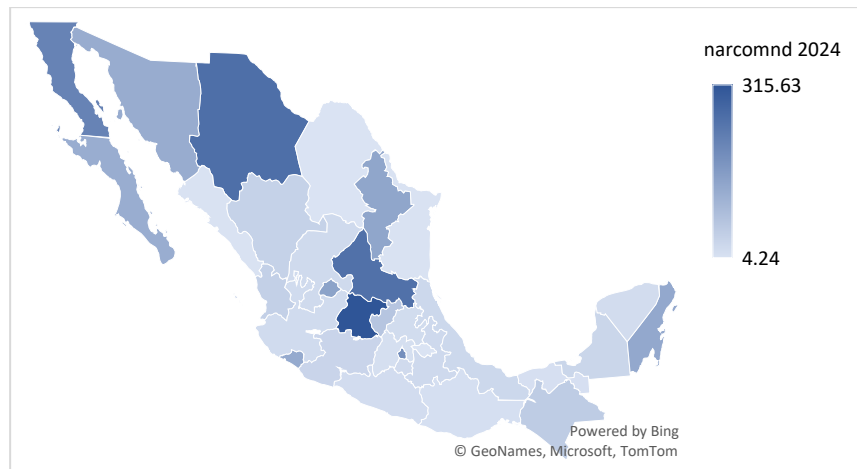 narcomnd 2024
315.63
4.24
Powered by Bing
© GeoNames, Microsoft, TomTom